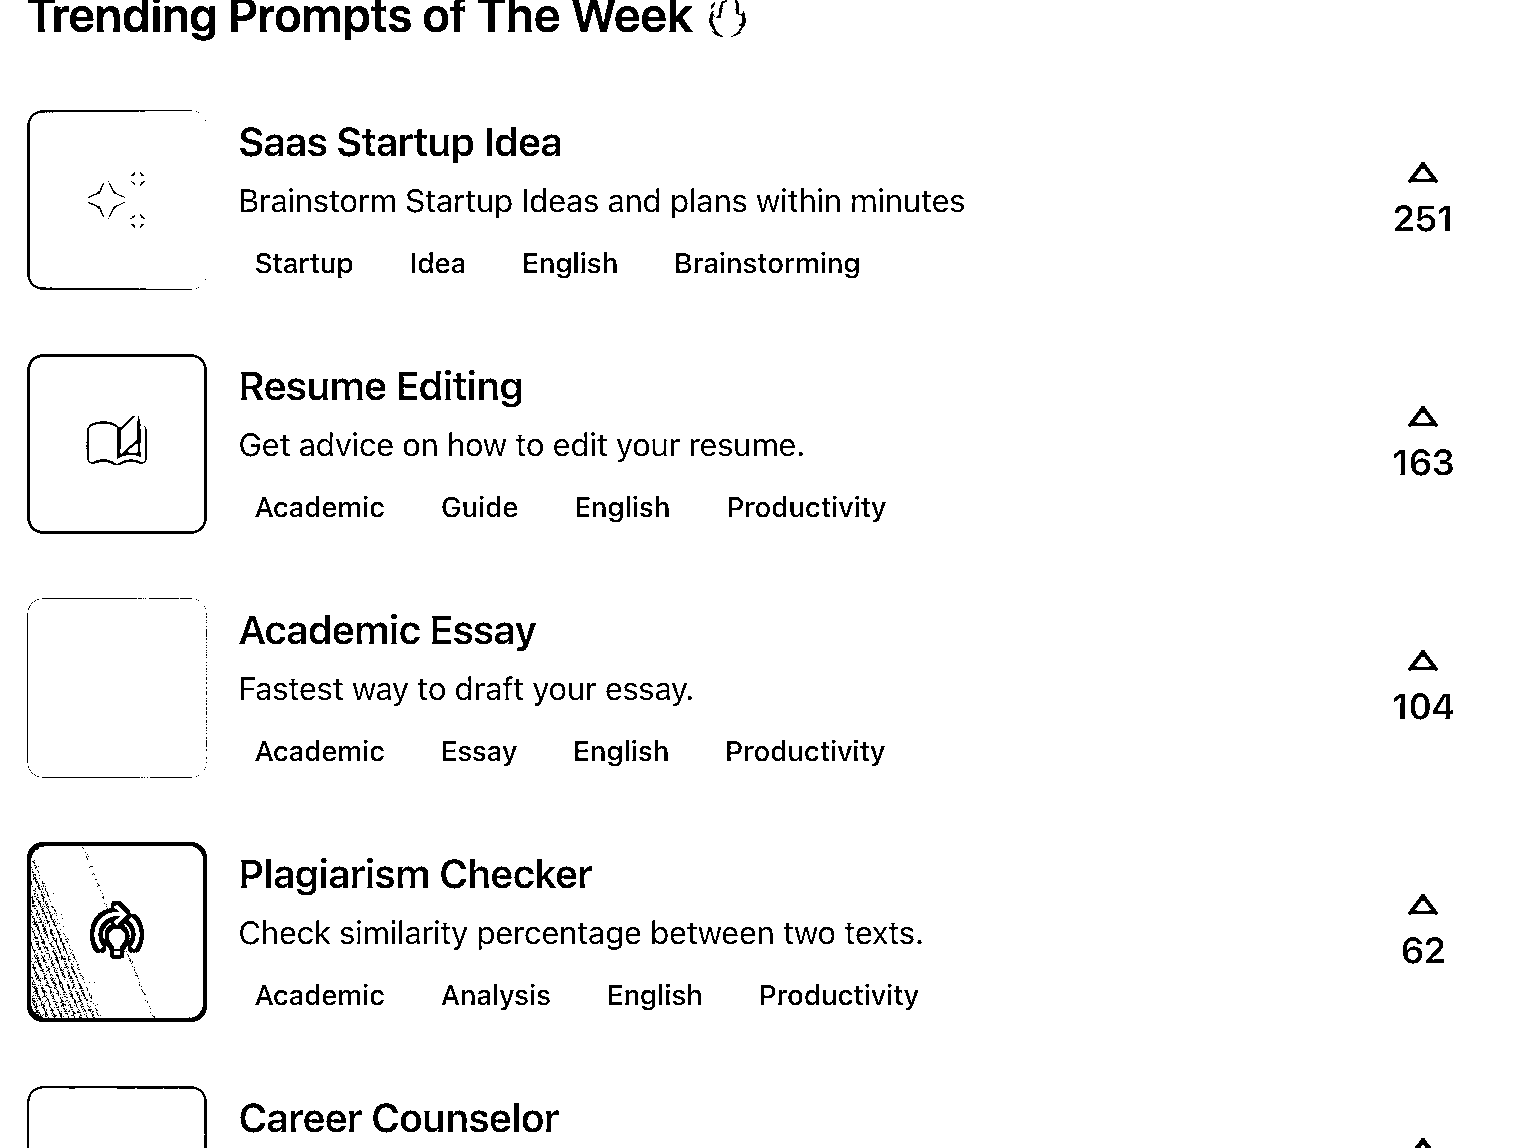 Trending Prompts of The Week
Saas Startup Idea
Brainstorm Startup Ideas and plans within minutes
Startup Idea English Brainstorming
251
Resume Editing
Get advice on how to edit your resume.
Academic Guide English Productivity
163
Academic Essay
Fastest way to draft your essay.
Academic Essay English Productivity
104
Plagiarism Checker
Check similarity percentage between two texts.
Academic Analysis English Productivity
62
Career Counselor